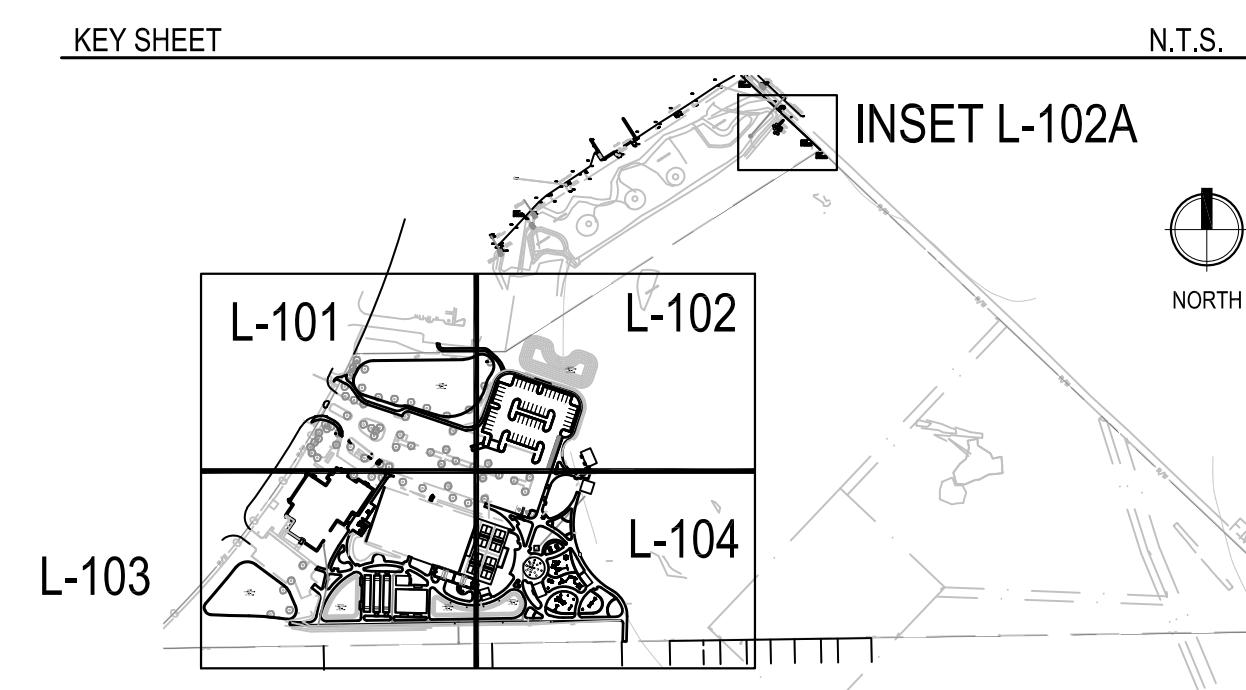 KEY SHEET N.T.S.
INSET L-102A
NORTH
L-101
L-102
L-103
L-104